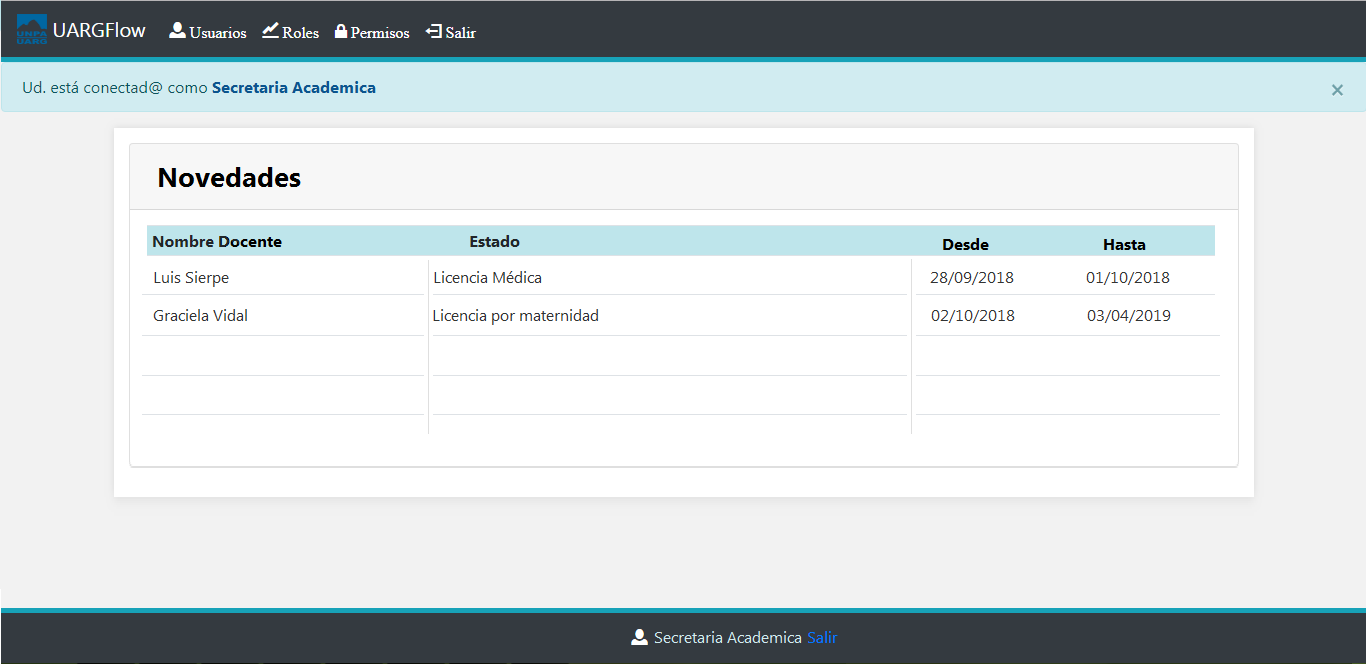 UNPA
UARG
UARGFlow Usuarios Roles Permisos Salir
Ud. está conectad@ como Secretaria Academica ×
Novedades
Nombre Docente Estado Desde Hasta
Luis Sierpe Licencia Médica 28/09/2018 01/10/2018
Graciela Vidal Licencia por maternidad 02/10/2018 03/04/2019
Secretaria Academica Salir